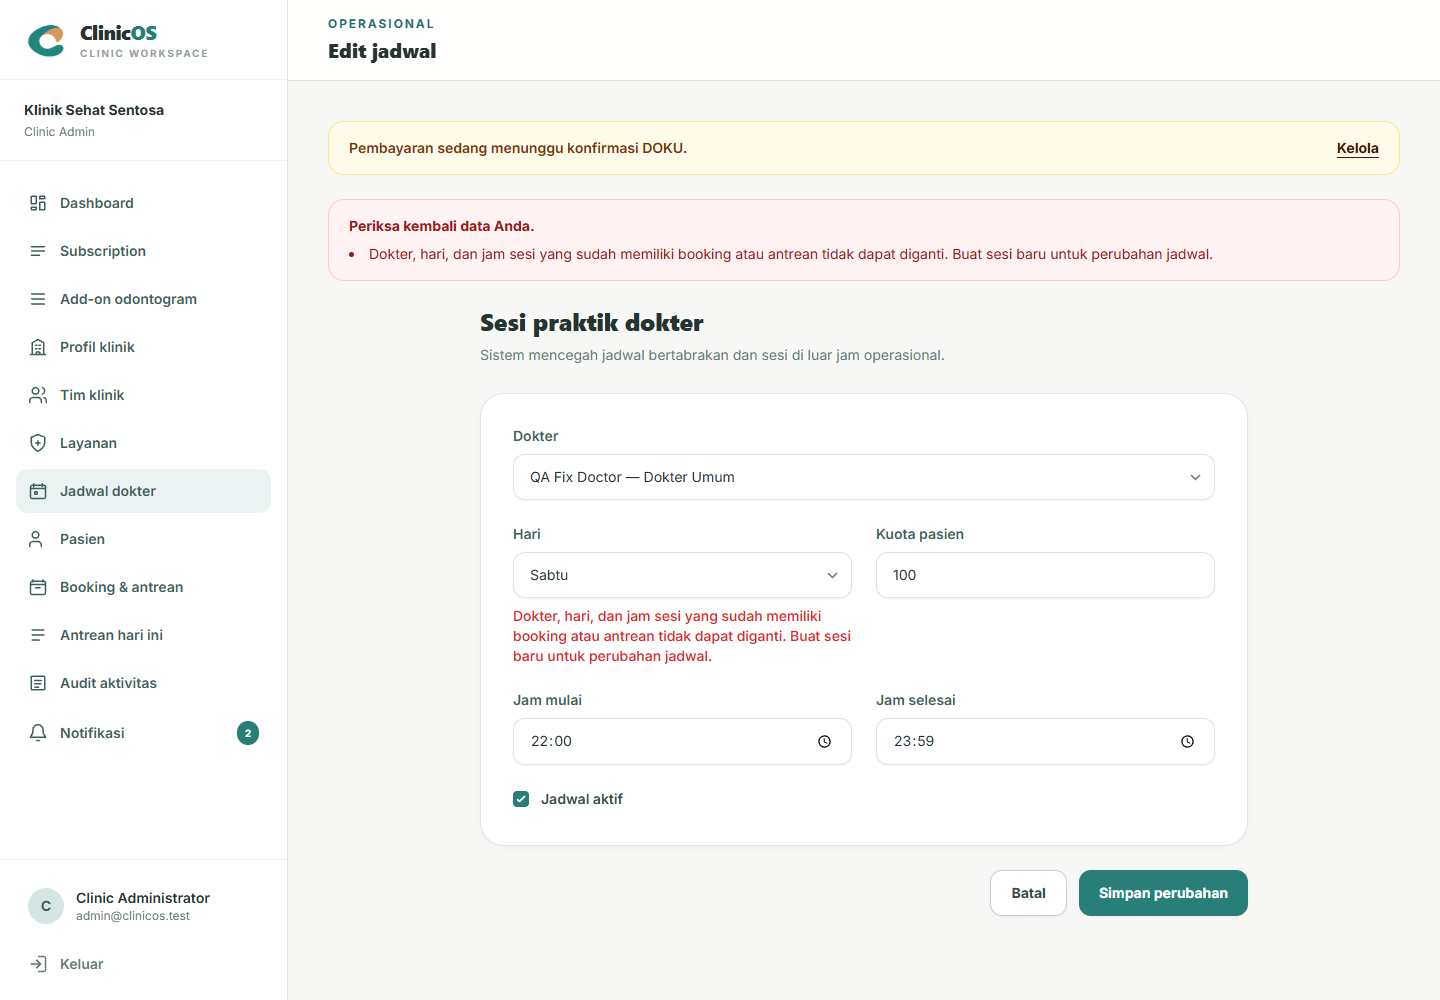 ClinicOS
CLINIC WORKSPACE
Klinik Sehat Sentosa
Clinic Admin
Dashboard
Subscription
Add-on odontogram
Profil klinik
Tim klinik
Layanan
Jadwal dokter
Pasien
Booking & antrean
Antrean hari ini
Audit aktivitas
Notifikasi 2
C
Clinic Administrator
admin@clinicos.test
Keluar
OPERASIONAL
Edit jadwal
Pembayaran sedang menunggu konfirmasi DOKU. Kelola
Periksa kembali data Anda.
• Dokter, hari, dan jam sesi yang sudah memiliki booking atau antrean tidak dapat diganti. Buat sesi baru untuk perubahan jadwal.
Sesi praktik dokter
Sistem mencegah jadwal bertabrakan dan sesi di luar jam operasional.
Dokter
QA Fix Doctor — Dokter Umum
Hari Kuota pasien
Sabtu 100
Dokter, hari, dan jam sesi yang sudah memiliki
booking atau antrean tidak dapat diganti. Buat sesi
baru untuk perubahan jadwal.
Jam mulai Jam selesai
22:00 23:59
Jadwal aktif
Batal Simpan perubahan